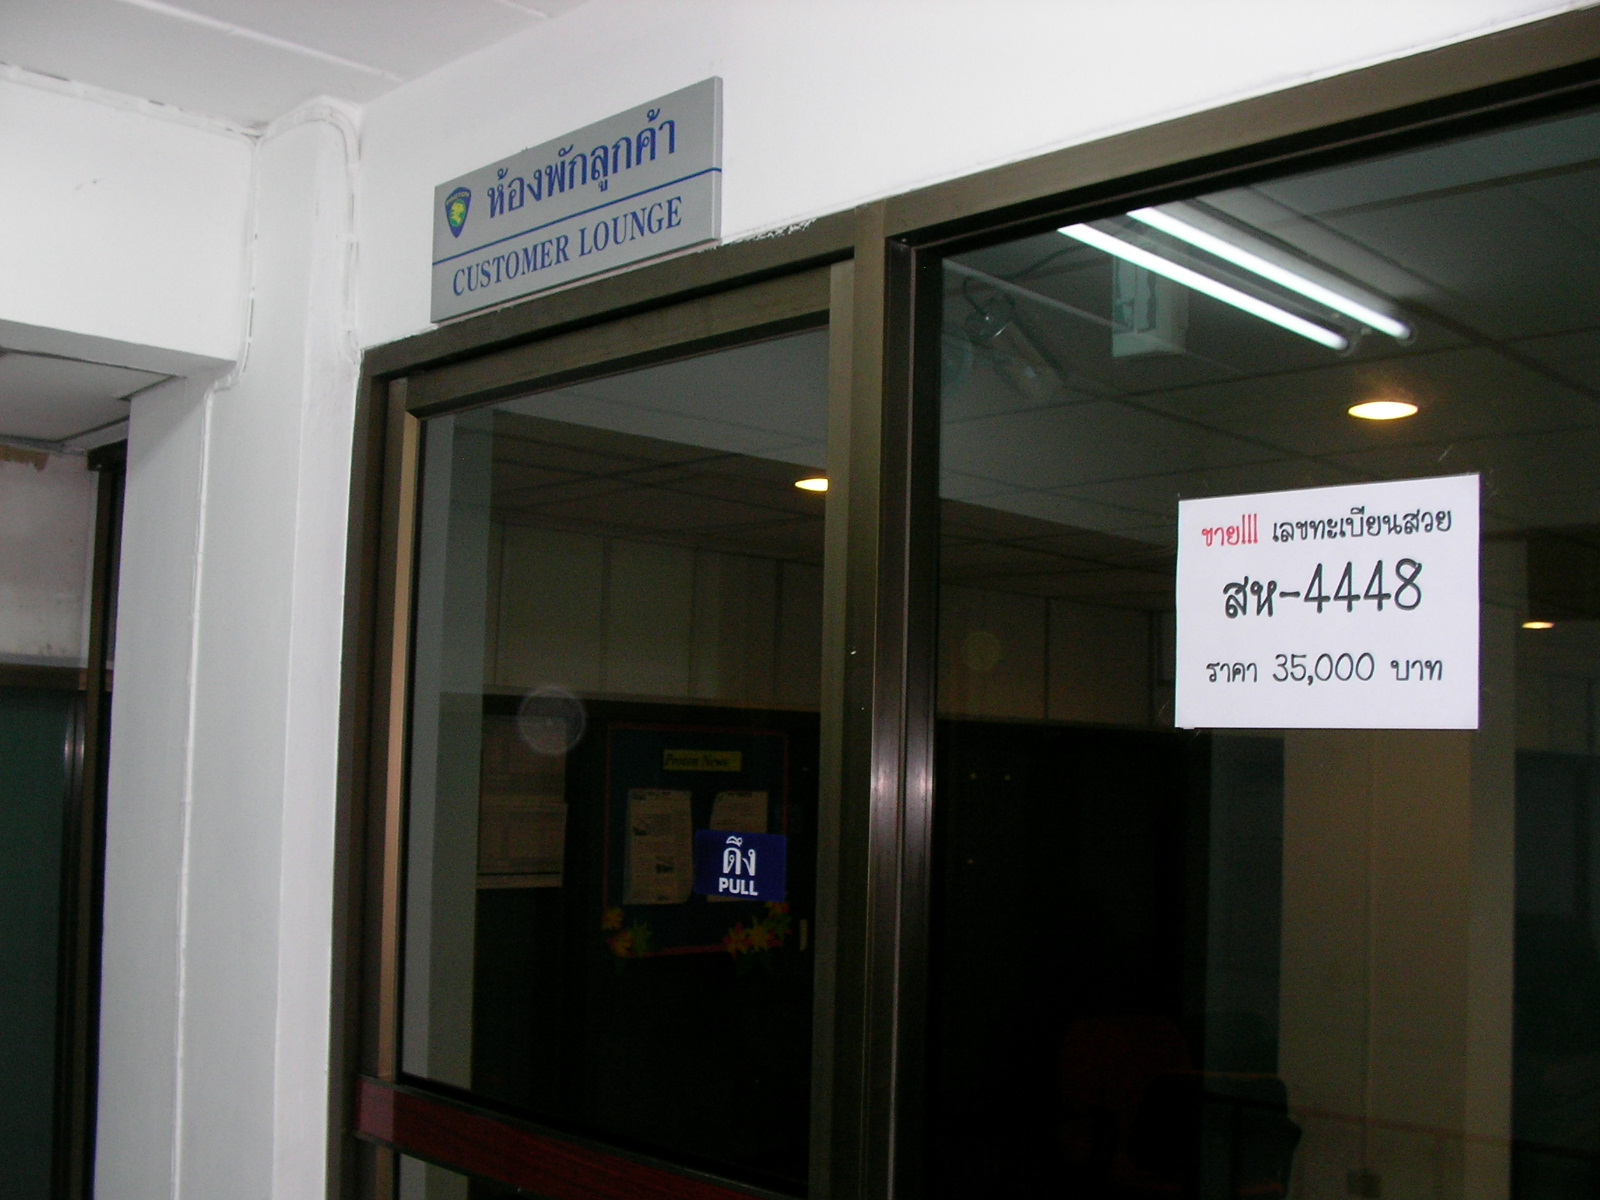 ห้องพักลูกค้า
CUSTOMER LOUNGE
ขาย!!! เลขทะเบียนสวย
สห-4448
ราคา 35,000 บาท
Proton News
ดึง
PULL